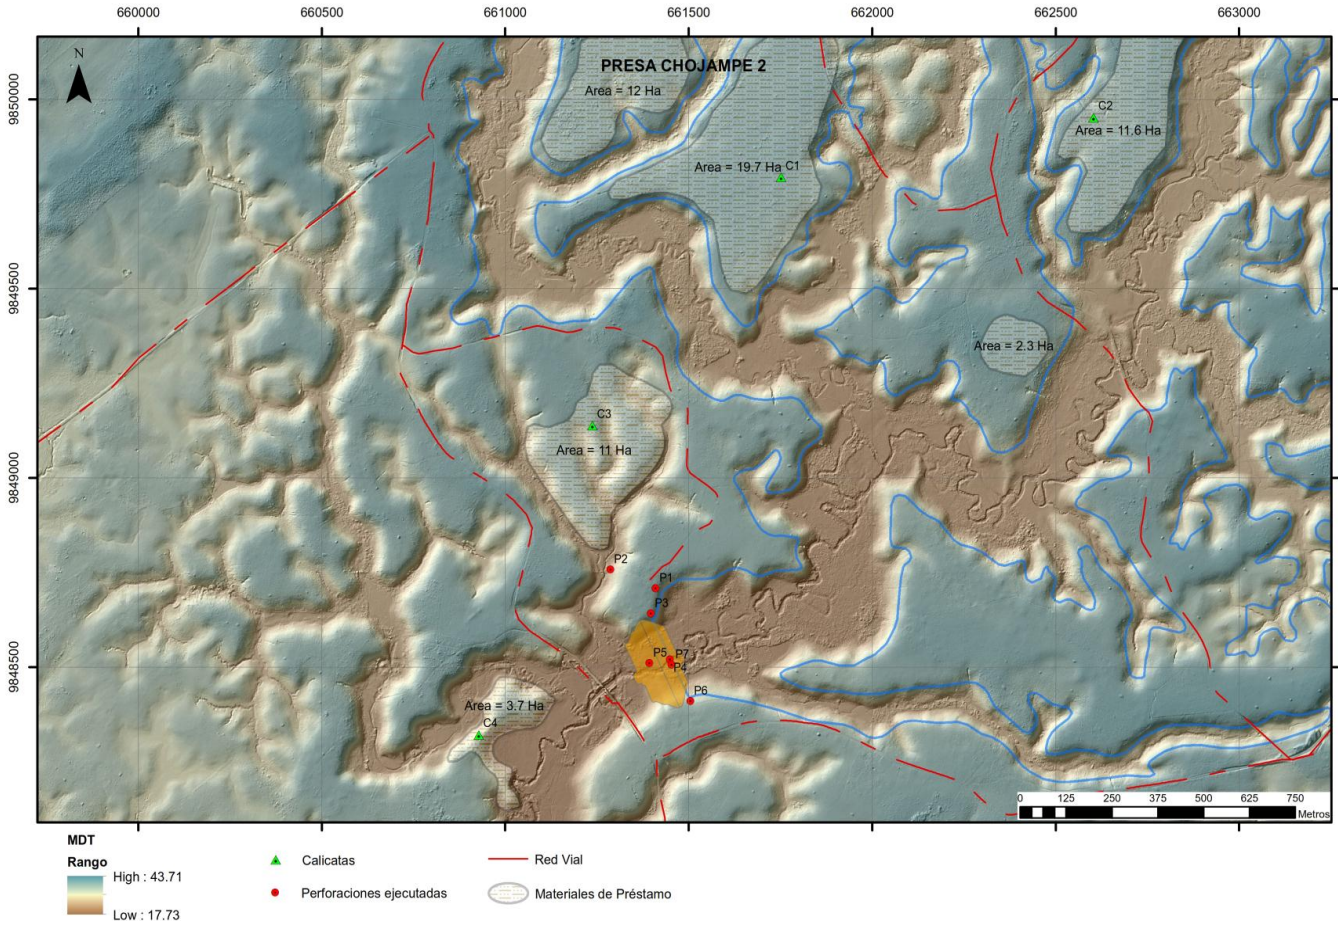 660000 660500 661000 661500 662000 662500 663000
N
PRESA CHOJAMPE 2
Area = 12 Ha
9850000
C2
Area = 11.6 Ha
Area = 19.7 Ha C1
9849500
Area = 2.3 Ha
C3
Area = 11 Ha
9849000
P2
P1
P3
P5 P7
P4
9848500
P6
Area = 3.7 Ha
C4
0 125 250 375 500 625 750
Metros
MDT
Rango
High : 43.71
Low : 17.73
Calicatas
Perforaciones ejecutadas
Red Vial
Materiales de Préstamo